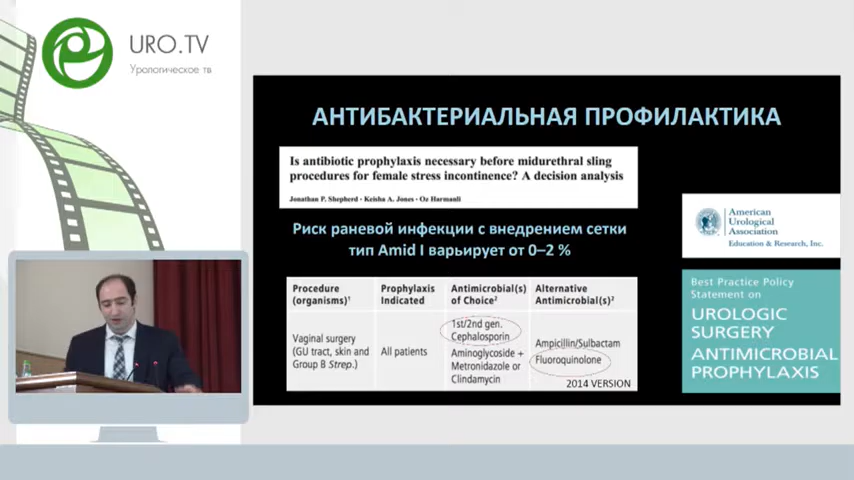 URO.TV
Урологическое тв
АНТИБАКТЕРИАЛЬНАЯ ПРОФИЛАКТИКА
Is antibiotic prophylaxis necessary before midurethral sling
procedures for female stress incontinence? A decision analysis
Jonathan P. Shepherd · Keisha A. Jones · Oz Harmanli
Риск раневой инфекции с внедрением сетки
тип Amid I варьирует от 0–2 %
Procedure
(organisms)¹
Prophylaxis
Indicated
Antimicrobial(s)
of Choice²
Alternative
Antimicrobial(s)²
Vaginal surgery
(GU tract, skin and
Group B Strep.)
All patients
1st/2nd gen.
Cephalosporin
Aminoglycoside +
Metronidazole or
Clindamycin
Ampicillin/Sulbactam
Fluoroquinolone
2014 VERSION
American
Urological
Association
Education & Research, Inc.
Best Practice Policy
Statement on
UROLOGIC
SURGERY
ANTIMICROBIAL
PROPHYLAXIS